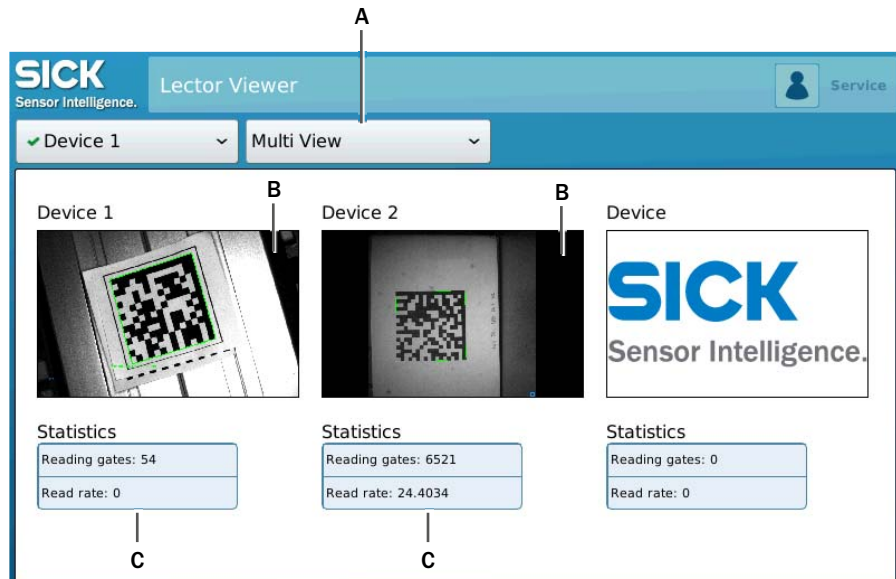 A
SICK
Sensor Intelligence.
Lector Viewer
Service
Device 1
Multi View
B
B
Device 1
Device 2
Device
SICK
Sensor Intelligence.
Statistics
Statistics
Statistics
Reading gates: 54
Reading gates: 6521
Reading gates: 0
Read rate: 0
Read rate: 24.4034
Read rate: 0
C
C